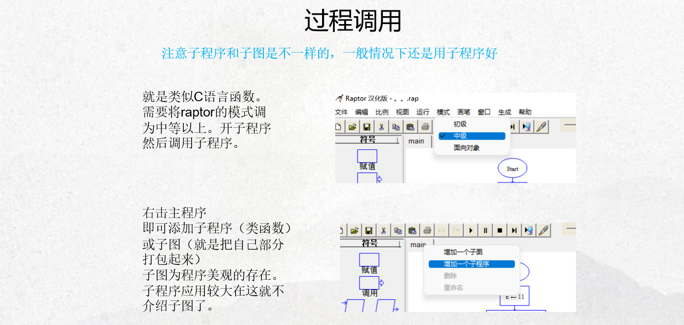 过程调用
注意子程序和子图是不一样的，一般情况下还是用子程序好
就是类似C语言函数。
需要将raptor的模式调
为中等以上。开子程序
然后调用子程序。
Raptor 汉化版 - 。。.rap
文件 编辑 比例 视图 运行 模式 画笔 窗口 生成 帮助
初级
符号
main
中级
赋值
面向对象
Start
右击主程序
即可添加子程序（类函数）
或子图（就是把自己部分
打包起来）
子图为程序美观的存在。
子程序应用较大在这就不
介绍子图了。
符号
main
增加一个子图
赋值
增加一个子程序
删除
调用
重命名